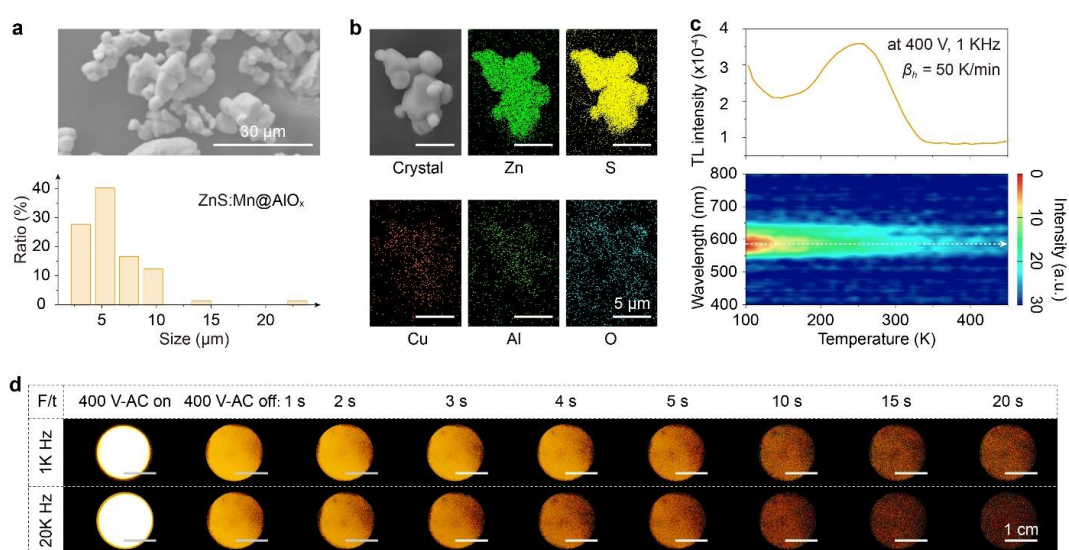 a
30 μm
40
30
20
10
0
Ratio (%)
ZnS:Mn@AlOₓ
5 10 15 20
Size (μm)
b
Crystal Zn S
5 μm
Cu Al O
c
TL intensity (x10⁻⁴)
4
3
2
1
at 400 V, 1 KHz
βₕ = 50 K/min
Wavelength (nm)
800
700
600
500
400
100 200 300 400
Temperature (K)
0
10
20
30
Intensity (a.u.)
d
F/t 400 V-AC on 400 V-AC off: 1 s 2 s 3 s 4 s 5 s 10 s 15 s 20 s
1K Hz
20K Hz
1 cm